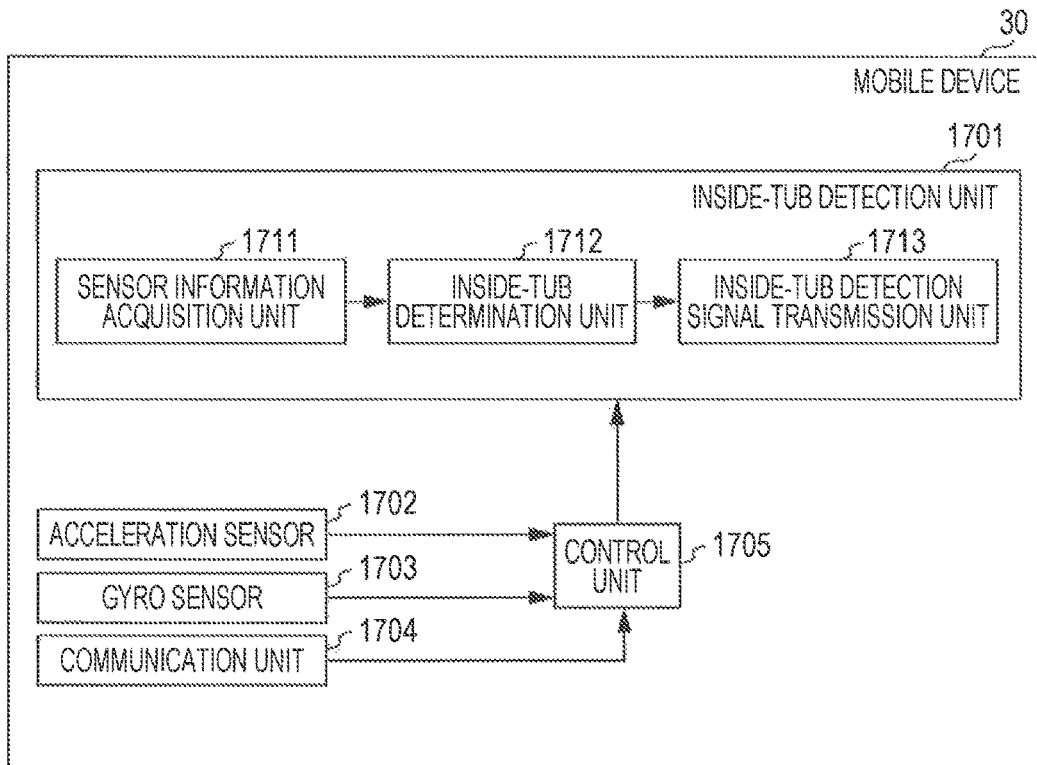 30
MOBILE DEVICE
1701
INSIDE-TUB DETECTION UNIT
1711
SENSOR INFORMATION
ACQUISITION UNIT
1712
INSIDE-TUB
DETERMINATION UNIT
1713
INSIDE-TUB DETECTION
SIGNAL TRANSMISSION UNIT
1702
ACCELERATION SENSOR
1703
GYRO SENSOR
1704
COMMUNICATION UNIT
CONTROL
UNIT
1705